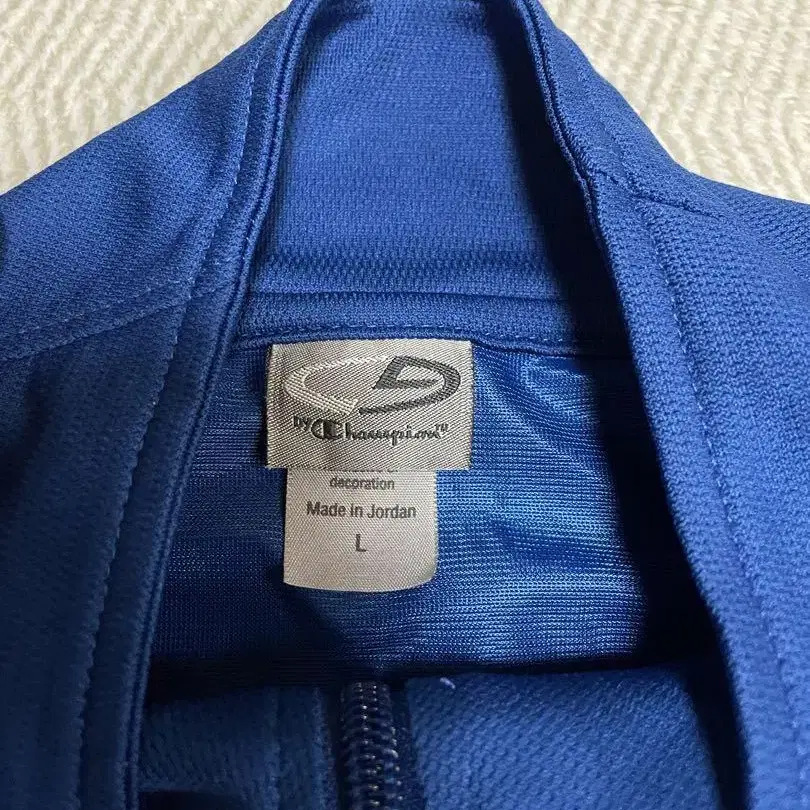 by Champion™
decoration
Made in Jordan
L